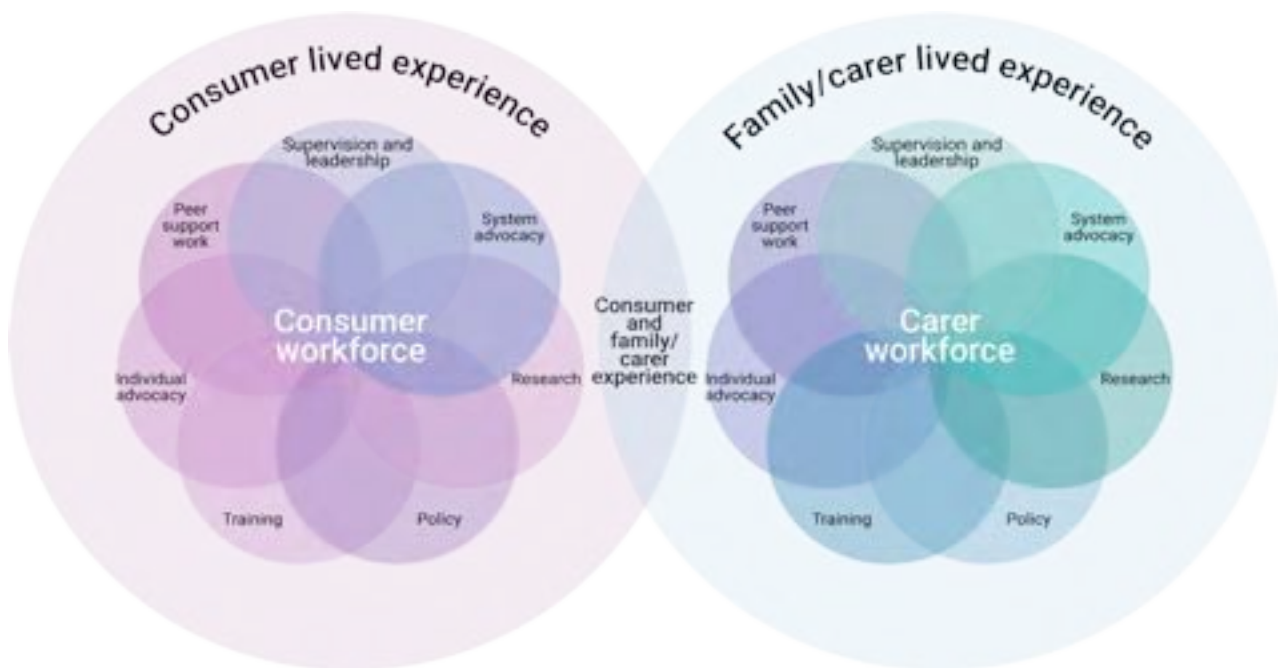 Consumer lived experience
Supervision and
leadership
Peer
support
work
System
advocacy
Consumer
workforce
Individual
advocacy
Research
Training
Policy
Consumer
and
family/
carer
experience
Family/carer lived experience
Supervision and
leadership
Peer
support
work
System
advocacy
Carer
workforce
Individual
advocacy
Research
Training
Policy